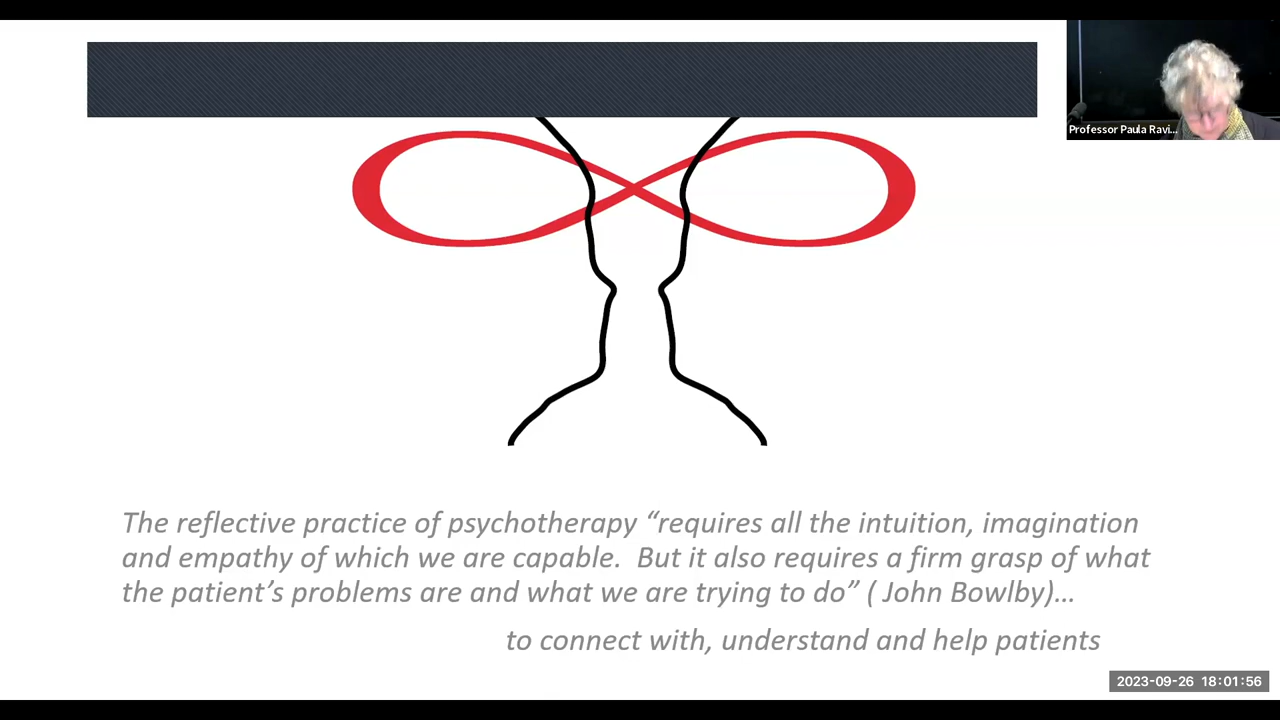 Professor Paula Ravi...
The reflective practice of psychotherapy “requires all the intuition, imagination
and empathy of which we are capable.  But it also requires a firm grasp of what
the patient’s problems are and what we are trying to do” ( John Bowlby)…
to connect with, understand and help patients
2023-09-26 18:01:56